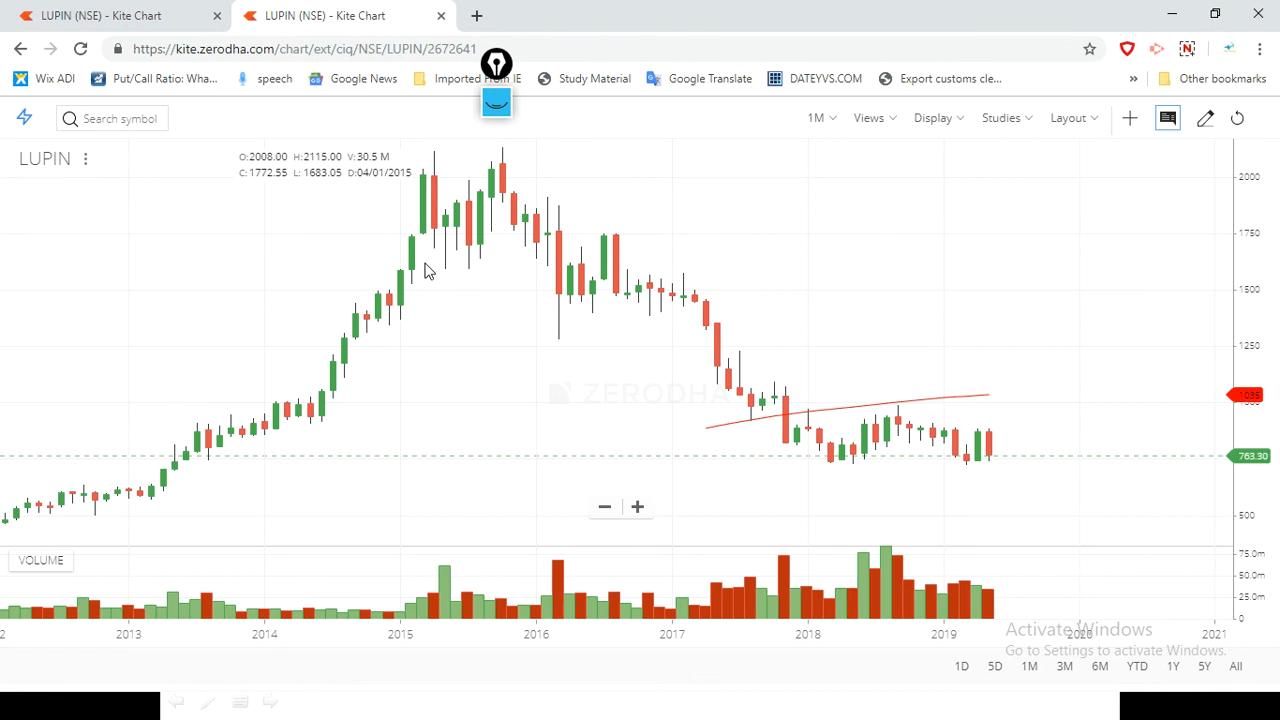 LUPIN (NSE) - Kite Chart
LUPIN (NSE) - Kite Chart
https://kite.zerodha.com/chart/ext/ciq/NSE/LUPIN/2672641
Wix ADI
Put/Call Ratio: Wha...
speech
Google News
Imported From IE
Study Material
Google Translate
DATEYVS.COM
Export customs cle...
»
Other bookmarks
Search symbol
1M
Views
Display
Studies
Layout
LUPIN
O:2008.00 H:2115.00 V:30.5 M
C:1772.55 L: 1683.05 D:04/01/2015
2000
1750
1500
1250
ZERODHA
1035
763.30
500
VOLUME
75.0m
50.0m
25.0m
0
2 2013 2014 2015 2016 2017 2018 2019 2020 2021
Activate Windows
Go to Settings to activate Windows.
1D 5D 1M 3M 6M YTD 1Y 5Y All